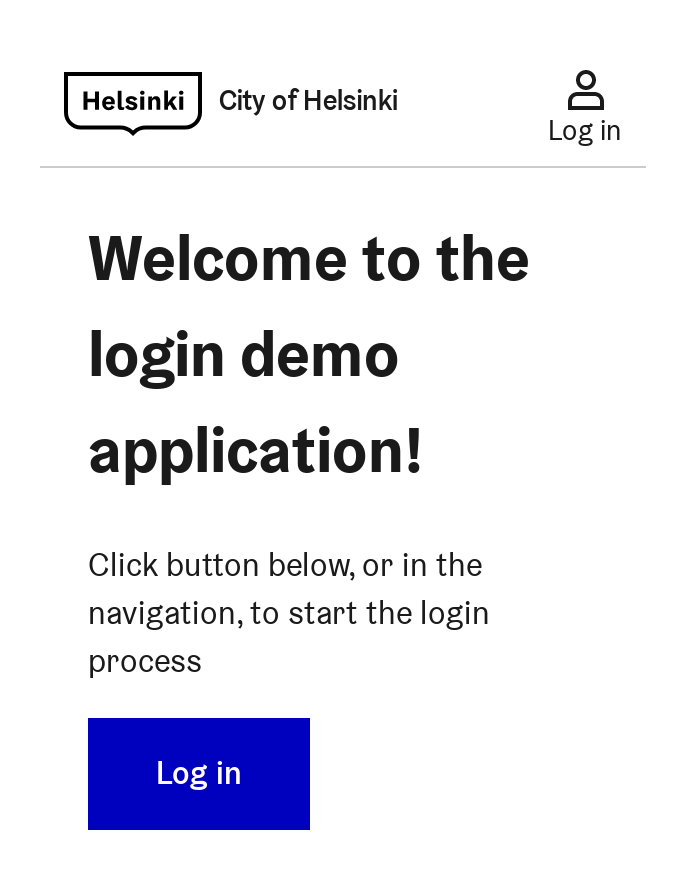 Helsinki City of Helsinki
Log in
Welcome to the
login demo
application!
Click button below, or in the
navigation, to start the login
process
Log in